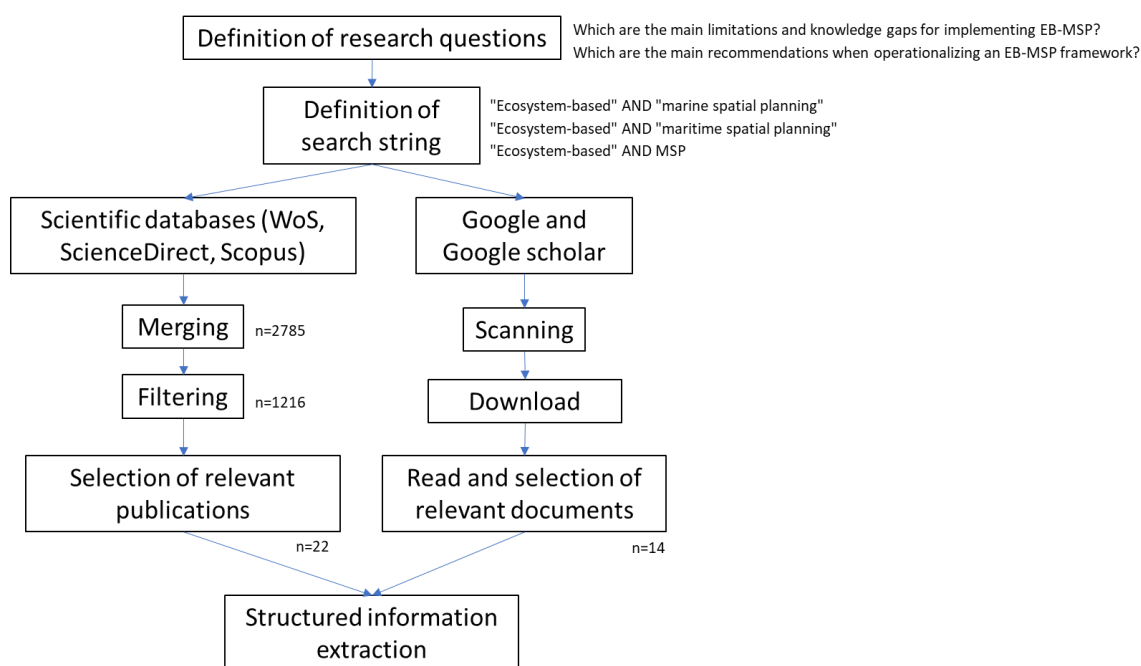 Definition of research questions
Which are the main limitations and knowledge gaps for implementing EB-MSP?
Which are the main recommendations when operationalizing an EB-MSP framework?
Definition of
search string
"Ecosystem-based" AND "marine spatial planning"
"Ecosystem-based" AND "maritime spatial planning"
"Ecosystem-based" AND MSP
Scientific databases (WoS,
ScienceDirect, Scopus)
Google and
Google scholar
Merging
n=2785
Scanning
Filtering
n=1216
Download
Selection of relevant
publications
n=22
Read and selection of
relevant documents
n=14
Structured information
extraction